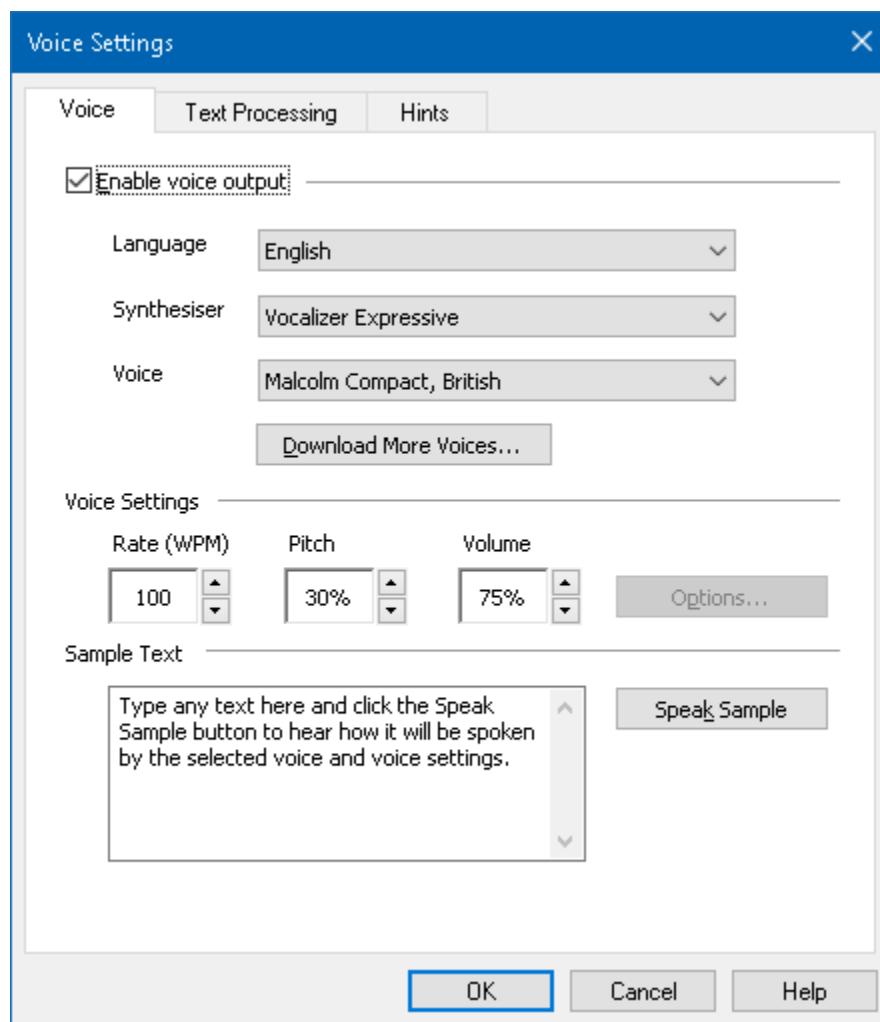 Voice Settings
Voice
Text Processing
Hints
Enable voice output
Language
English
Synthesiser
Vocalizer Expressive
Voice
Malcolm Compact, British
Download More Voices...
Voice Settings
Rate (WPM)
Pitch
Volume
100
30%
75%
Options...
Sample Text
Type any text here and click the Speak
Sample button to hear how it will be spoken
by the selected voice and voice settings.
Speak Sample
OK
Cancel
Help